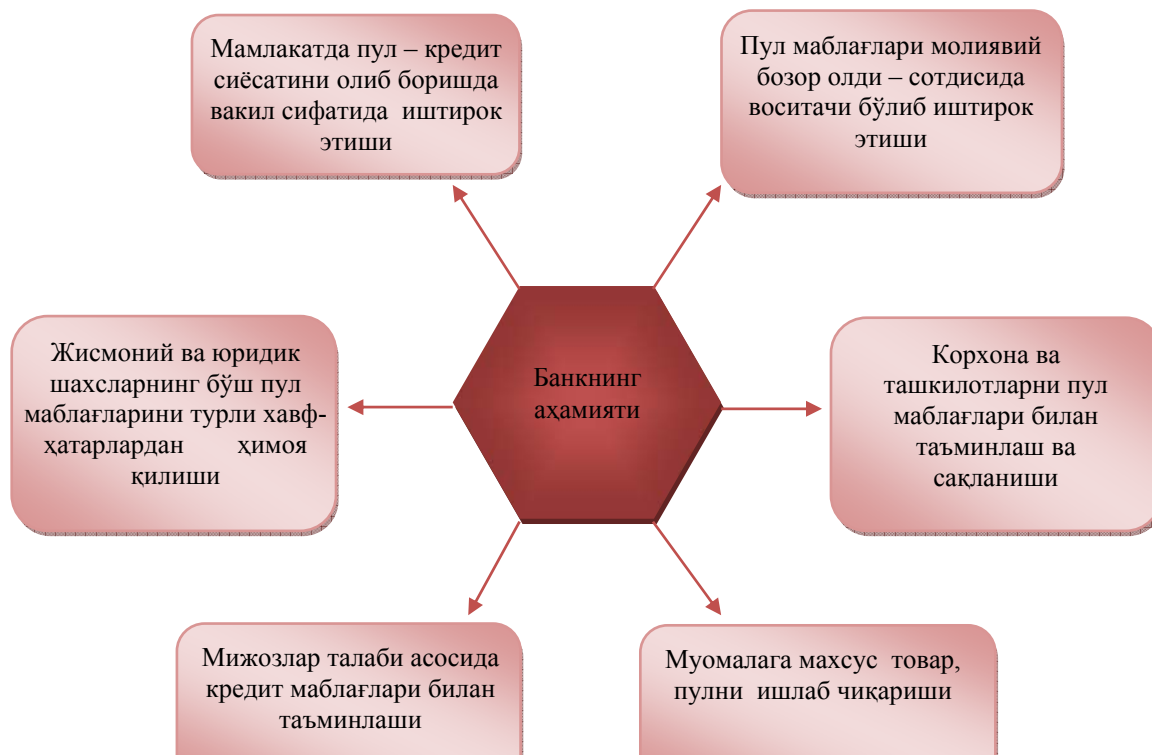 Мамлакатда пул – кредит
сиёсатини олиб боришда
вакил сифатида иштирок
этиши
Пул маблағлари молиявий
бозор олди – сотдисида
воситачи бўлиб иштирок
этиши
Жисмоний ва юридик
шахсларнинг бўш пул
маблағларини турли хавф-
ҳатарлардан ҳимоя
қилиши
Банкнинг
аҳамияти
Корхона ва
ташкилотларни пул
маблағлари билан
таъминлаш ва
сақланиши
Мижозлар талаби асосида
кредит маблағлари билан
таъминлаши
Муомалага махсус товар,
пулни ишлаб чиқариши